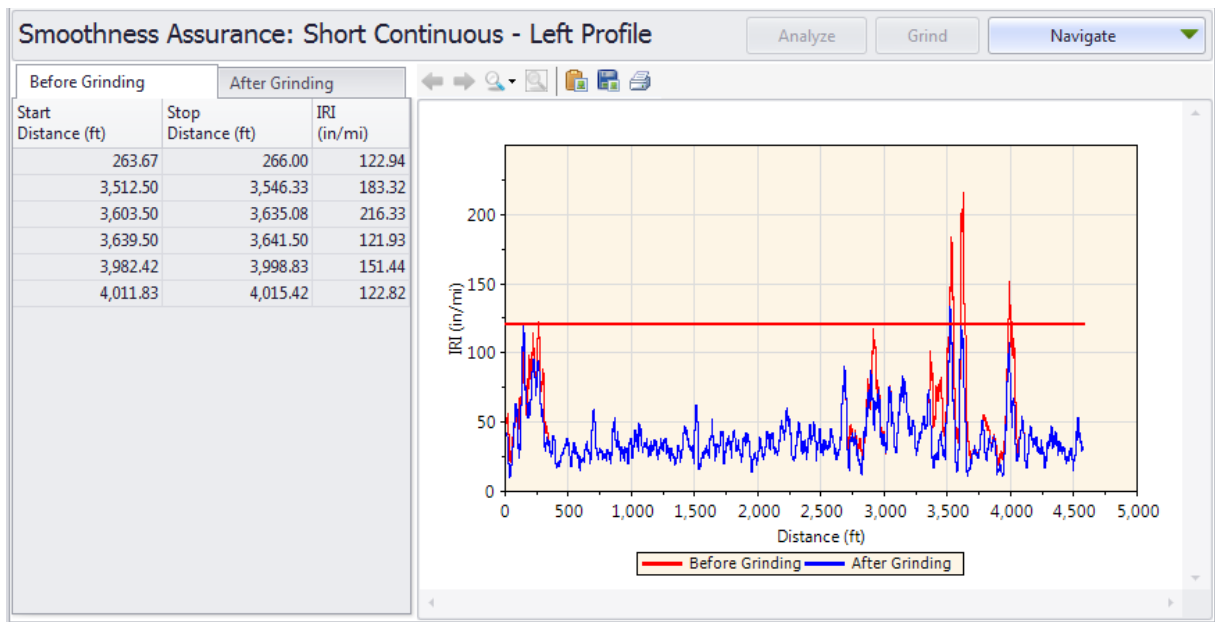 Smoothness Assurance: Short Continuous - Left Profile
Analyze
Grind
Navigate
Before Grinding
After Grinding
Start Stop IRI
Distance (ft) Distance (ft) (in/mi)
263.67 266.00 122.94
3,512.50 3,546.33 183.32
3,603.50 3,635.08 216.33
3,639.50 3,641.50 121.93
3,982.42 3,998.83 151.44
4,011.83 4,015.42 122.82
IRI (in/mi)
200
150
100
50
0
0 500 1,000 1,500 2,000 2,500 3,000 3,500 4,000 4,500 5,000
Distance (ft)
Before Grinding After Grinding